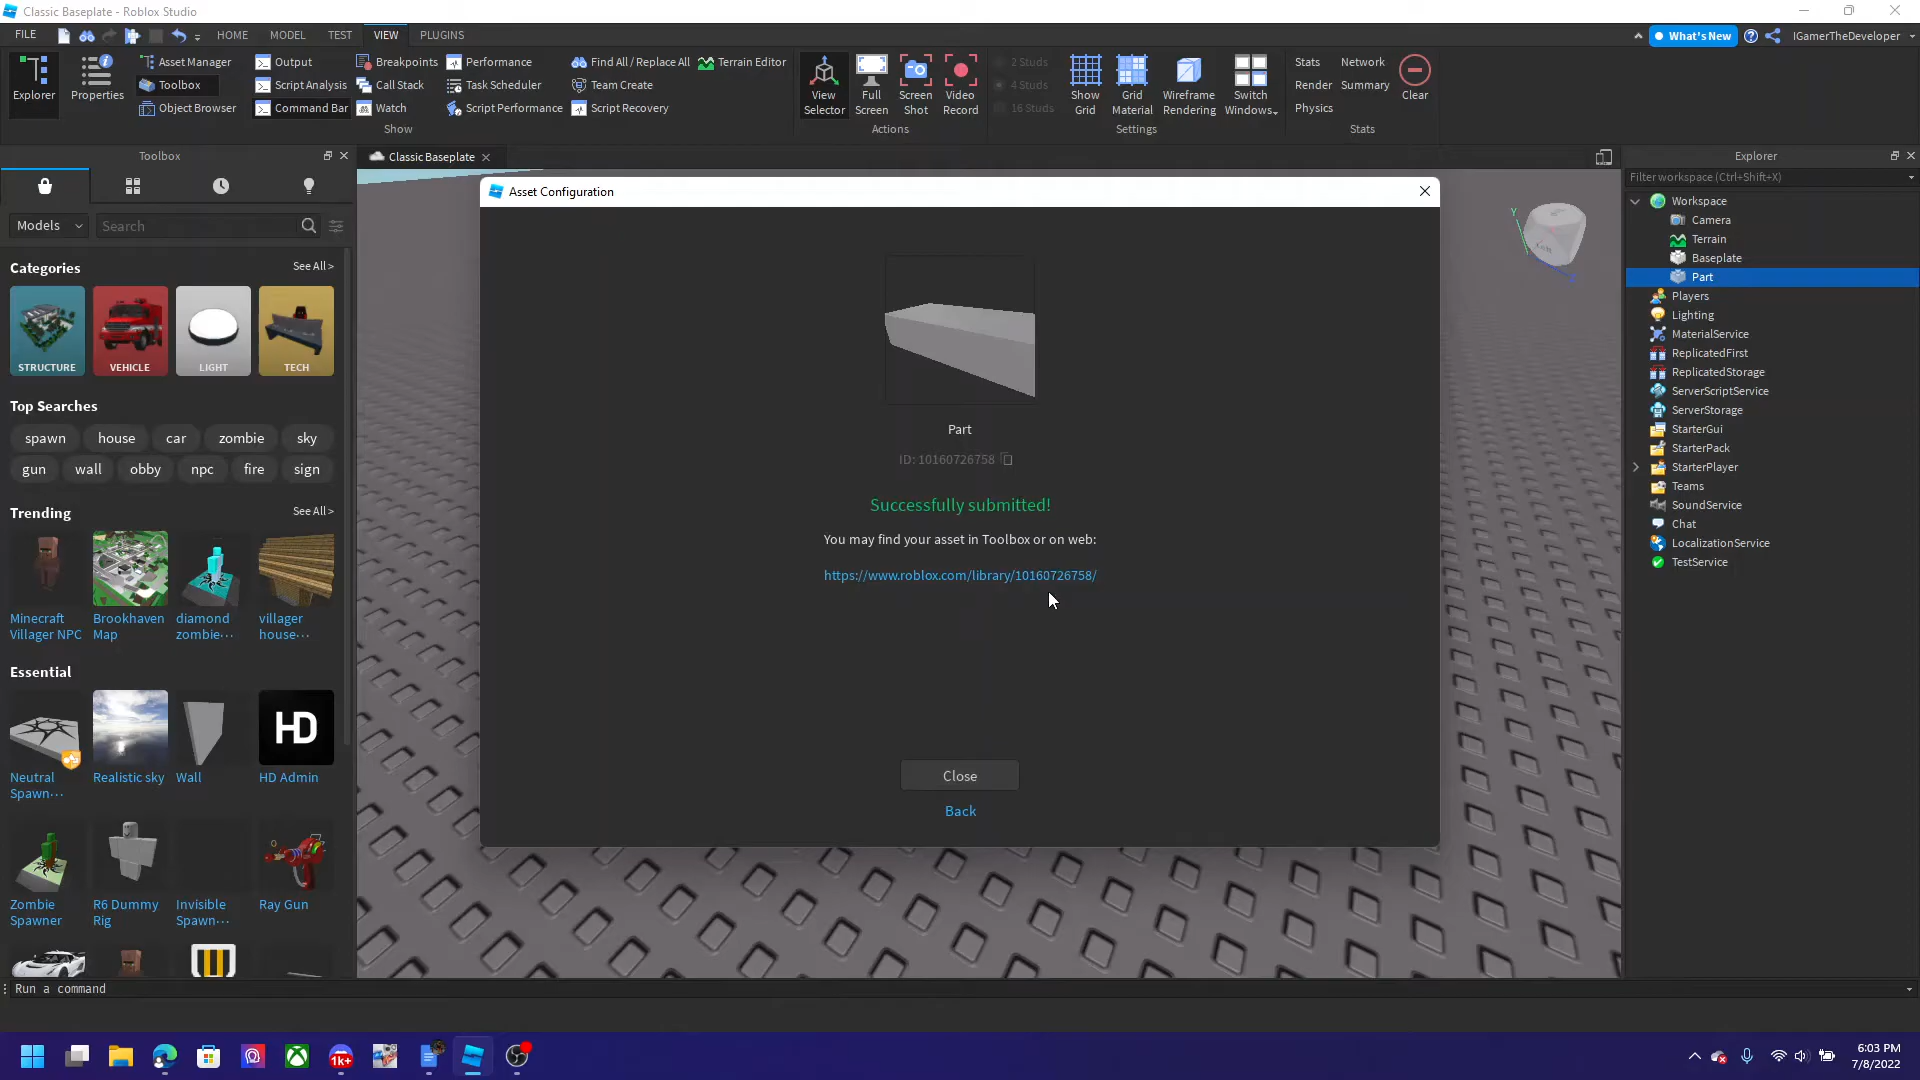 Classic Baseplate - Roblox Studio
FILE HOME MODEL TEST VIEW PLUGINS What's New IGamerTheDeveloper
Explorer
Properties
Asset Manager
Toolbox
Object Browser
Output
Script Analysis
Command Bar
Breakpoints
Call Stack
Watch
Performance
Task Scheduler
Script Performance
Find All / Replace All
Team Create
Script Recovery
Terrain Editor
Show
View
Selector
Full
Screen
Screen
Shot
Video
Record
Actions
2 Studs
4 Studs
16 Studs
Show
Grid
Grid
Material
Wireframe
Rendering
Switch
Windows
Settings
Stats
Render
Physics
Network
Summary
Clear
Stats
Toolbox
Models
Search
Categories See All >
STRUCTURE VEHICLE LIGHT TECH
Top Searches
spawn house car zombie sky
gun wall obby npc fire sign
Trending See All >
Minecraft
Villager NPC
Brookhaven
Map
diamond
zombie...
villager
house...
Essential
HD
Neutral
Spawn...
Realistic sky
Wall
HD Admin
Zombie
Spawner
R6 Dummy
Rig
Invisible
Spawn...
Ray Gun
Classic Baseplate
Asset Configuration
Part
ID: 10160726758
Successfully submitted!
You may find your asset in Toolbox or on web:
https://www.roblox.com/library/10160726758/
Close
Back
Y
Explorer
Filter workspace (Ctrl+Shift+X)
Workspace
Camera
Terrain
Baseplate
Part
Players
Lighting
MaterialService
ReplicatedFirst
ReplicatedStorage
ServerScriptService
ServerStorage
StarterGui
StarterPack
StarterPlayer
Teams
SoundService
Chat
LocalizationService
TestService
Run a command
1k+
6:03 PM
7/8/2022